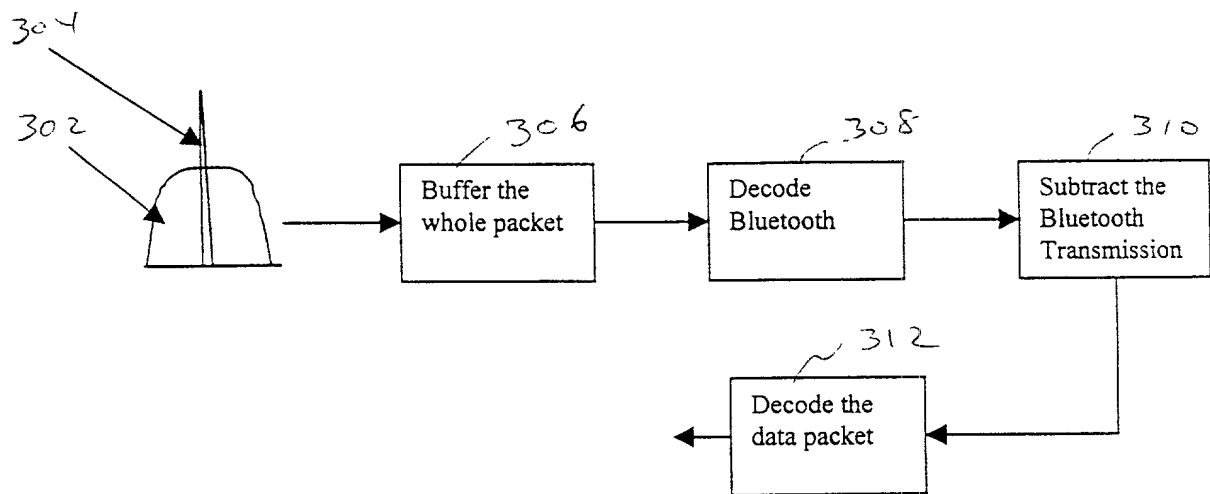 304
302
306
308
310
Buffer the
whole packet
Decode
Bluetooth
Subtract the
Bluetooth
Transmission
312
Decode the
data packet